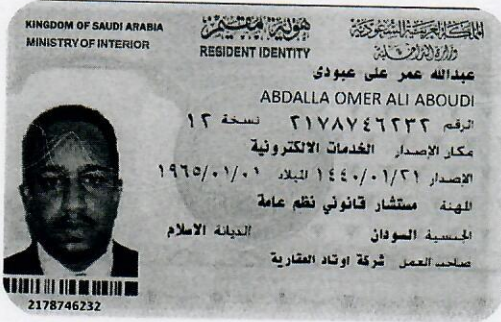 KINGDOM OF SAUDI ARABIA
MINISTRY OF INTERIOR
هوية مقيم
RESIDENT IDENTITY
المملكة العربية السعودية
وزارة الداخلية
عبدالله عمر على عبودى
ABDALLA OMER ALI ABOUDI
الرقم ٢١٧٨٧٤٦٢٣٢ نسخة ١٢
مكان الإصدار الخدمات الالكترونية
الإصدار ١٤٤٠/٠١/٢١ الميلاد ١٩٦٥/٠١/٠١
المهنة مستشار قانوني نظم عامة
الجنسية السودان الديانة الاسلام
صاحب العمل شركة اوتاد العقارية
2178746232